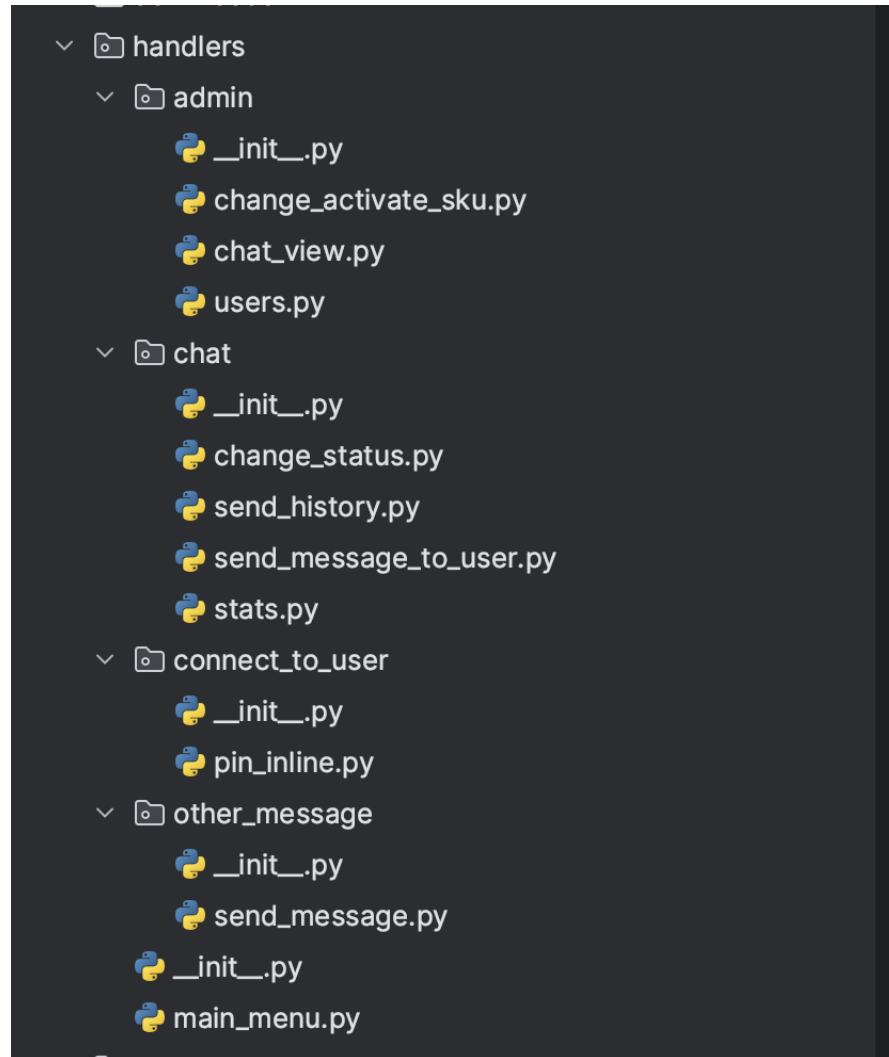 handlers
admin
__init__.py
change_activate_sku.py
chat_view.py
users.py
chat
__init__.py
change_status.py
send_history.py
send_message_to_user.py
stats.py
connect_to_user
__init__.py
pin_inline.py
other_message
__init__.py
send_message.py
__init__.py
main_menu.py